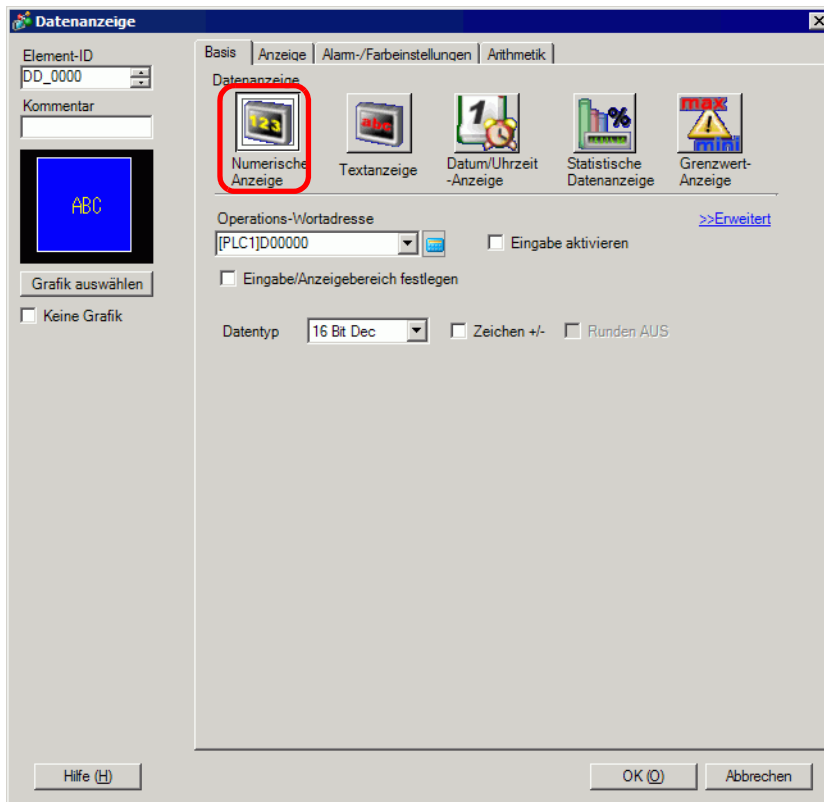 Datenanzeige
Element-ID
DD_0000
Kommentar
ABC
Grafik auswählen
Keine Grafik
Basis Anzeige Alarm-/Farbeinstellungen Arithmetik
Datenanzeige
123
Numerische
Anzeige
abc
Textanzeige
1
Datum/Uhrzeit
-Anzeige
%
Statistische
Datenanzeige
max
mini
Grenzwert-
Anzeige
Operations-Wortadresse
>>Erweitert
[PLC1]D00000
Eingabe aktivieren
Eingabe/Anzeigebereich festlegen
Datentyp 16 Bit Dec Zeichen +/- Runden AUS
Hilfe (H) OK (O) Abbrechen